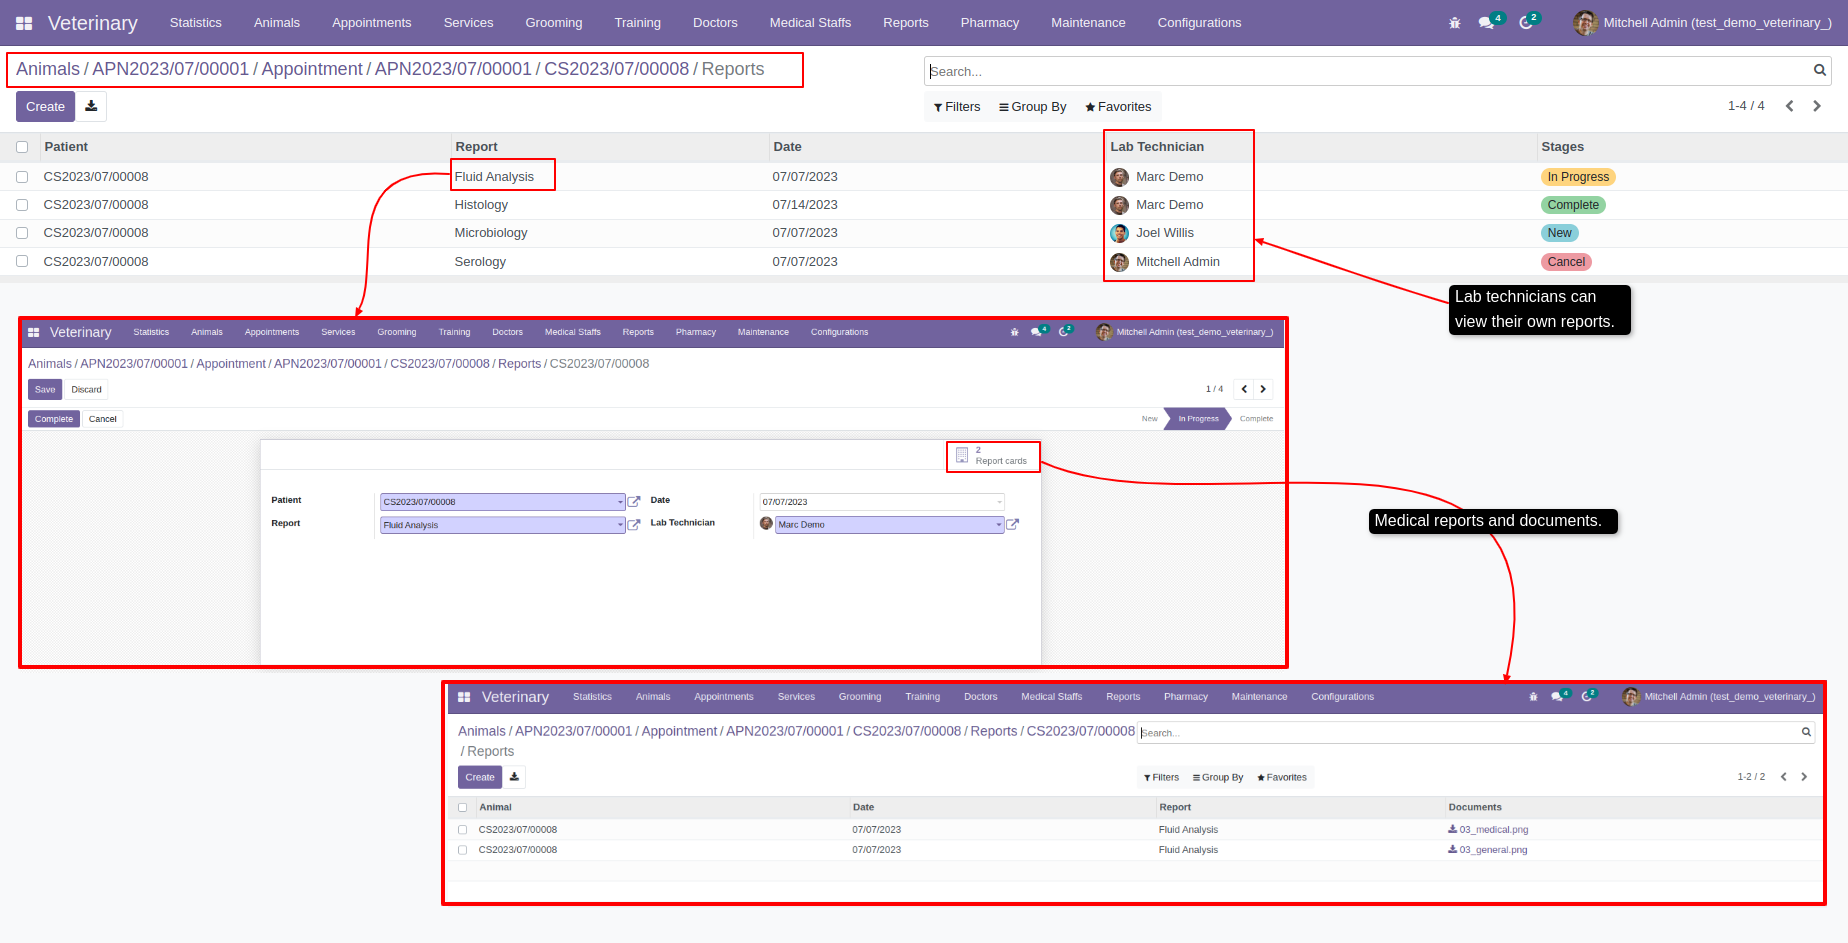 Veterinary Statistics Animals Appointments Services Grooming Training Doctors Medical Staffs Reports Pharmacy Maintenance Configurations 4 2 Mitchell Admin (test_demo_veterinary_)
Animals / APN2023/07/00001 / Appointment / APN2023/07/00001 / CS2023/07/00008 / Reports
Search...
Create Filters Group By Favorites 1-4 / 4
Patient Report Date Lab Technician Stages
CS2023/07/00008 Fluid Analysis 07/07/2023 Marc Demo In Progress
CS2023/07/00008 Histology 07/14/2023 Marc Demo Complete
CS2023/07/00008 Microbiology 07/07/2023 Joel Willis New
CS2023/07/00008 Serology 07/07/2023 Mitchell Admin Cancel
Lab technicians can
view their own reports.
Veterinary Statistics Animals Appointments Services Grooming Training Doctors Medical Staffs Reports Pharmacy Maintenance Configurations 4 2 Mitchell Admin (test_demo_veterinary_)
Animals / APN2023/07/00001 / Appointment / APN2023/07/00001 / CS2023/07/00008 / Reports / CS2023/07/00008
Save Discard 1 / 4
Complete Cancel New In Progress Complete
2
Report cards
Patient CS2023/07/00008 Date 07/07/2023
Report Fluid Analysis Lab Technician Marc Demo
Medical reports and documents.
Veterinary Statistics Animals Appointments Services Grooming Training Doctors Medical Staffs Reports Pharmacy Maintenance Configurations 4 2 Mitchell Admin (test_demo_veterinary_)
Animals / APN2023/07/00001 / Appointment / APN2023/07/00001 / CS2023/07/00008 / Reports / CS2023/07/00008
/ Reports
Search...
Create Filters Group By Favorites 1-2 / 2
Animal Date Report Documents
CS2023/07/00008 07/07/2023 Fluid Analysis 03_medical.png
CS2023/07/00008 07/07/2023 Fluid Analysis 03_general.png